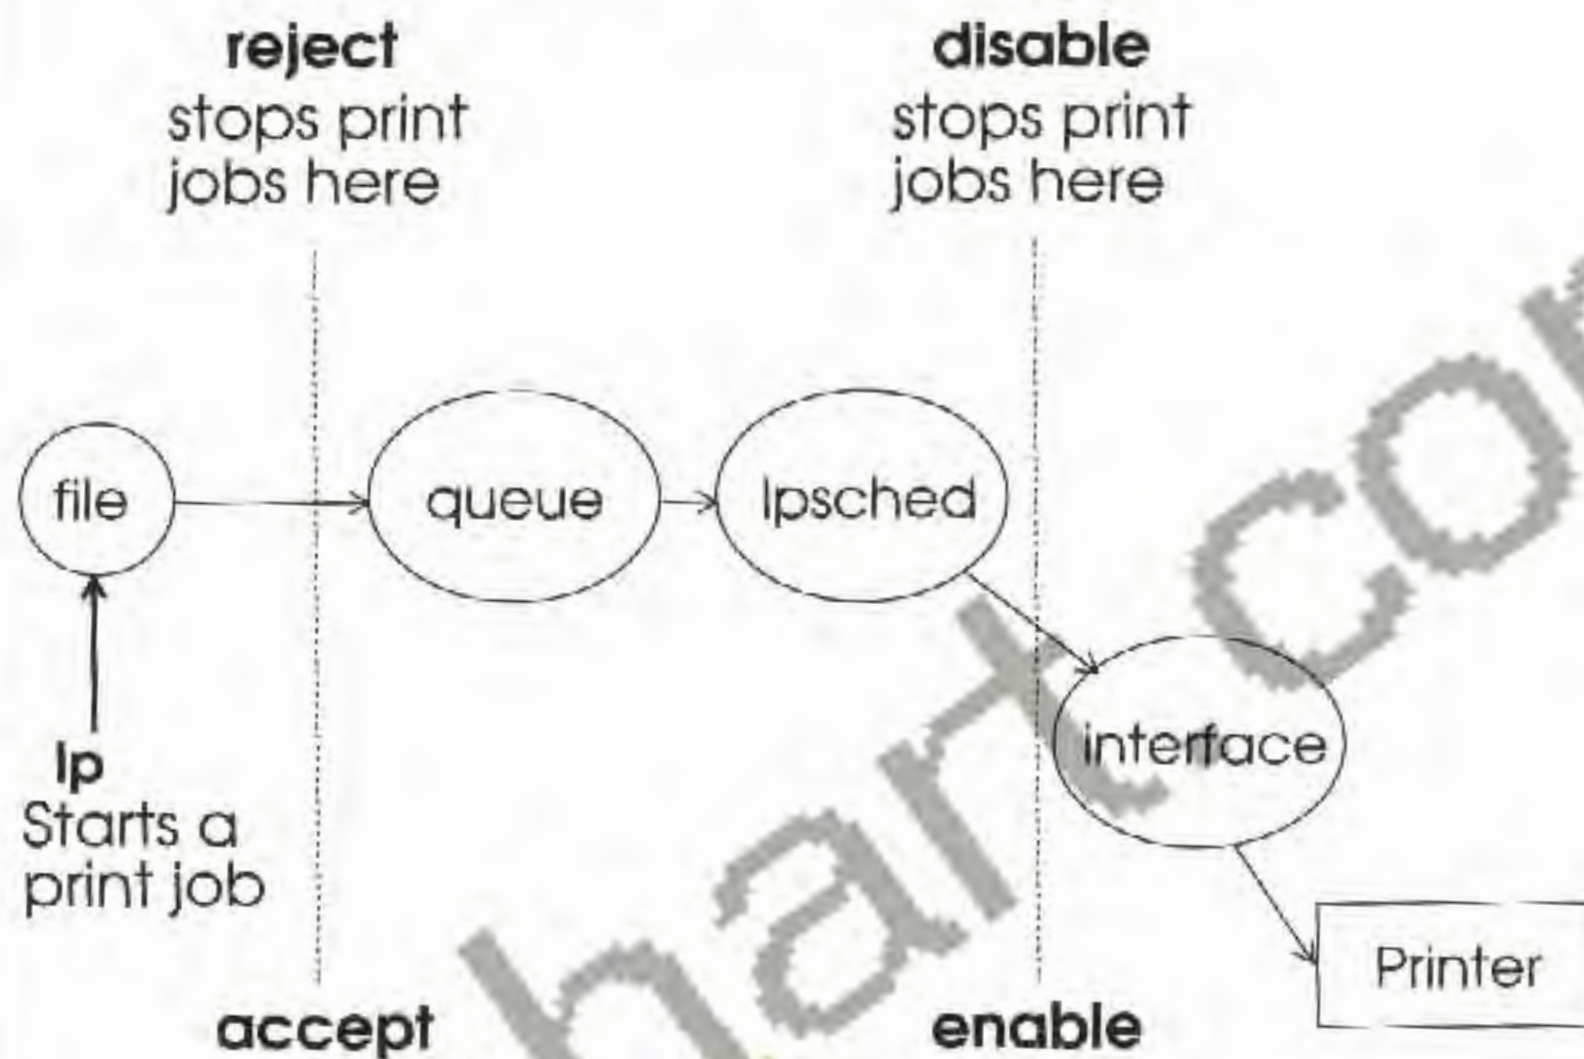 reject
stops print
jobs here
disable
stops print
jobs here
file
queue
lpsched
lp
Starts a
print job
interface
Printer
accept
enable